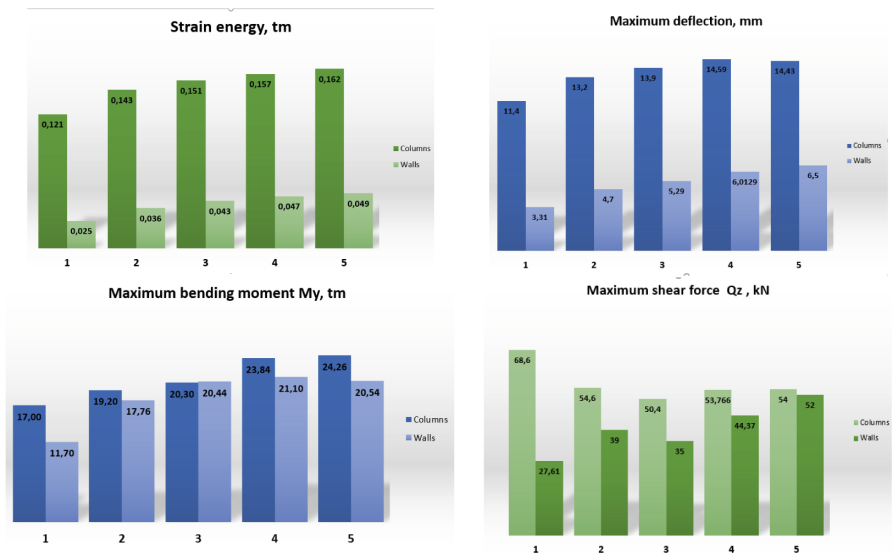 Strain energy, tm
0,121
0,143
0,151
0,157
0,162
0,025
0,036
0,043
0,047
0,049
Columns
Walls
1 2 3 4 5
Maximum deflection, mm
11,4
13,2
13,9
14,59
14,43
3,31
4,7
5,29
6,0129
6,5
Columns
Walls
1 2 3 4 5
Maximum bending moment My, tm
17,00
19,20
20,30
23,84
24,26
11,70
17,76
20,44
21,10
20,54
Columns
Walls
1 2 3 4 5
Maximum shear force Qz , kN
68,6
54,6
50,4
53,766
54
27,61
39
35
44,37
52
Columns
Walls
1 2 3 4 5